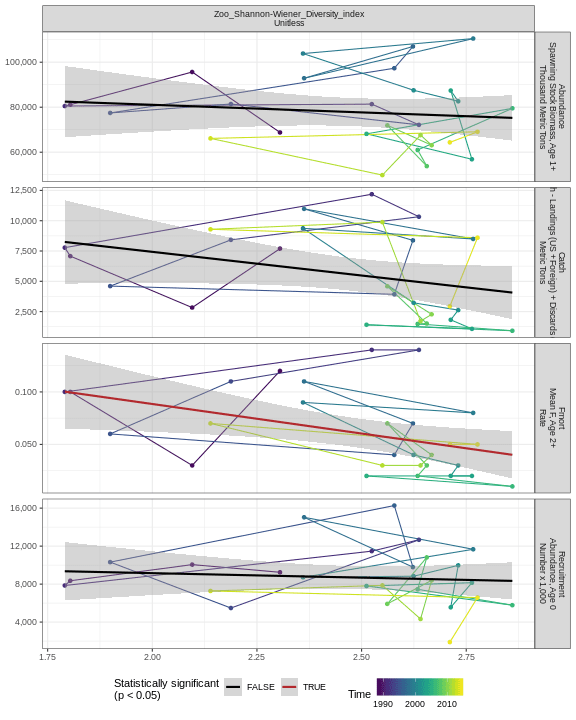 Zoo_Shannon-Wiener_Diversity_index
Unitless
100,000
80,000
60,000
Abundance
Spawning Stock Biomass, Age 1+
Thousand Metric Tons
12,500
10,000
7,500
5,000
2,500
Catch
h - Landings (US +Foreign) + Discards
Metric Tons
0.100
0.050
Fmort
Mean F, Age 2+
Rate
16,000
12,000
8,000
4,000
Recruitment
Abundance, Age 0
Number x 1,000
1.75
2.00
2.25
2.50
2.75
Statistically significant
(p < 0.05)
FALSE
TRUE
Time
1990
2000
2010